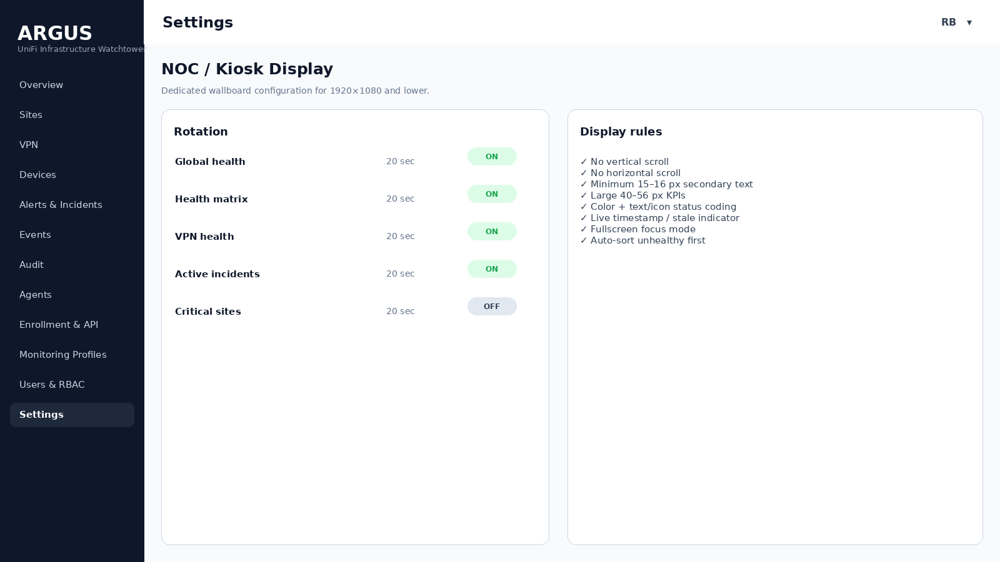 ARGUS
UniFi Infrastructure Watchtower
Overview
Sites
VPN
Devices
Alerts & Incidents
Events
Audit
Agents
Enrollment & API
Monitoring Profiles
Users & RBAC
Settings
Settings
RB ▾
NOC / Kiosk Display
Dedicated wallboard configuration for 1920×1080 and lower.
Rotation
Global health 20 sec ON
Health matrix 20 sec ON
VPN health 20 sec ON
Active incidents 20 sec ON
Critical sites 20 sec OFF
Display rules
✓ No vertical scroll
✓ No horizontal scroll
✓ Minimum 15–16 px secondary text
✓ Large 40–56 px KPIs
✓ Color + text/icon status coding
✓ Live timestamp / stale indicator
✓ Fullscreen focus mode
✓ Auto-sort unhealthy first